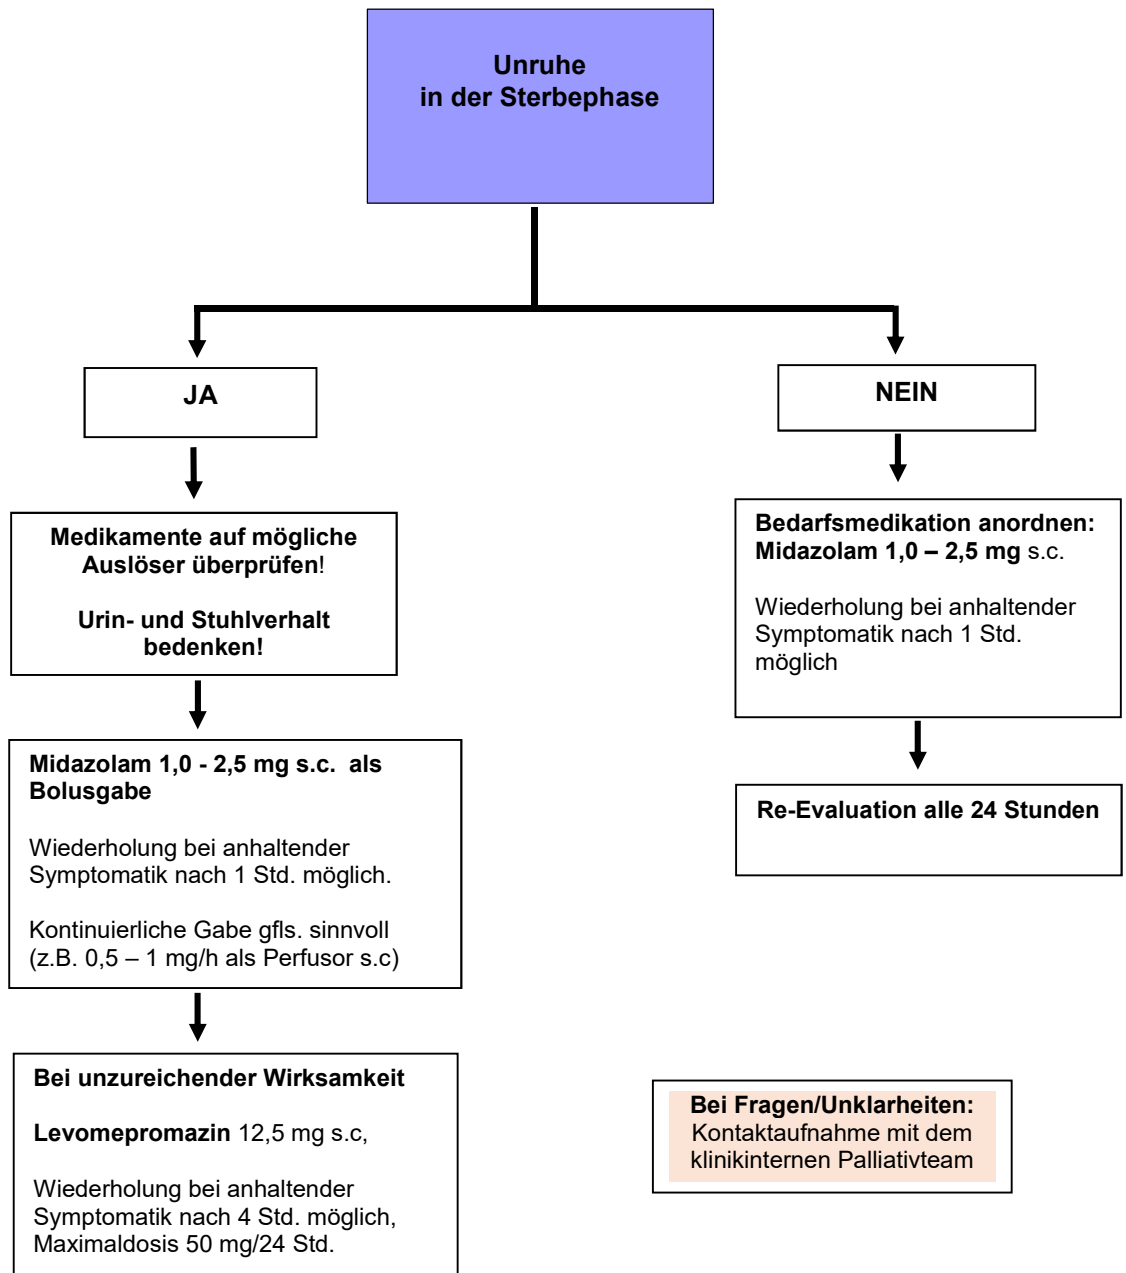 Unruhe
in der Sterbephase
JA
Medikamente auf mögliche
Auslöser überprüfen!
Urin- und Stuhlverhalt
bedenken!
Midazolam 1,0 - 2,5 mg s.c. als
Bolusgabe
Wiederholung bei anhaltender
Symptomatik nach 1 Std. möglich.
Kontinuierliche Gabe gfls. sinnvoll
(z.B. 0,5 – 1 mg/h als Perfusor s.c)
Bei unzureichender Wirksamkeit
Levomepromazin 12,5 mg s.c,
Wiederholung bei anhaltender
Symptomatik nach 4 Std. möglich,
Maximaldosis 50 mg/24 Std.
NEIN
Bedarfsmedikation anordnen:
Midazolam 1,0 – 2,5 mg s.c.
Wiederholung bei anhaltender
Symptomatik nach 1 Std.
möglich
Re-Evaluation alle 24 Stunden
Bei Fragen/Unklarheiten:
Kontaktaufnahme mit dem
klinikinternen Palliativteam